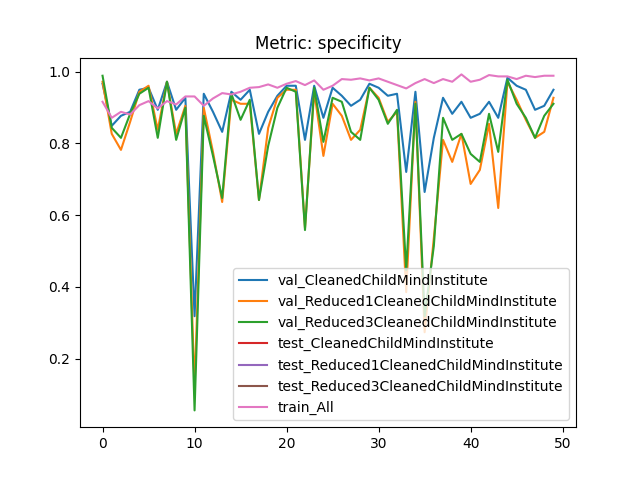 Metric: specificity
1.0
0.8
0.6
0.4
0.2
0
10
20
30
40
50
val_CleanedChildMindInstitute
val_Reduced1CleanedChildMindInstitute
val_Reduced3CleanedChildMindInstitute
test_CleanedChildMindInstitute
test_Reduced1CleanedChildMindInstitute
test_Reduced3CleanedChildMindInstitute
train_All